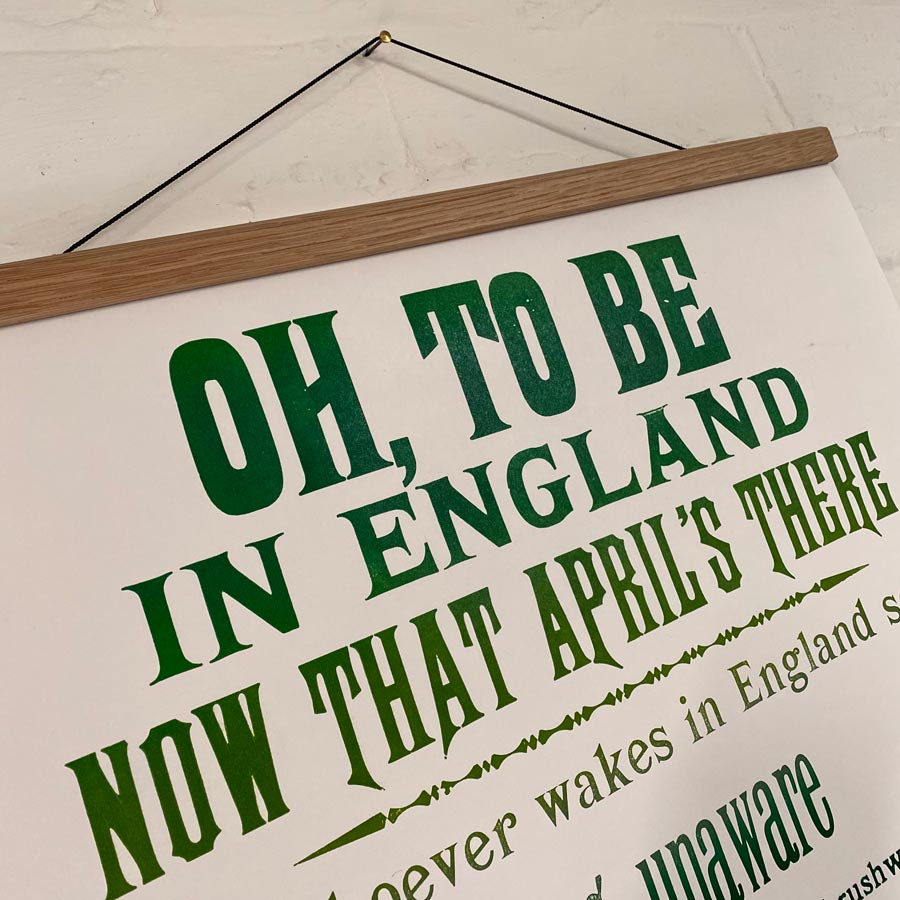 OH, TO BE
IN ENGLAND
NOW THAT APRIL'S THERE
wakes in England
unaware